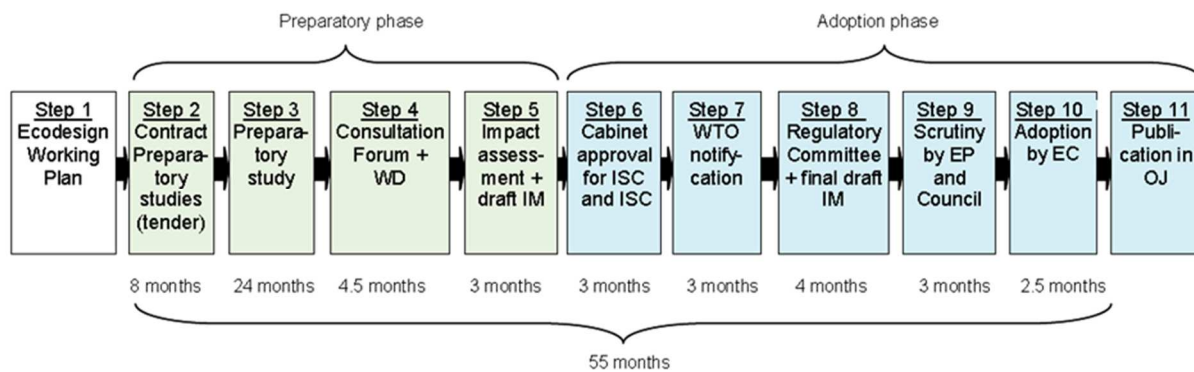 Preparatory phase
Adoption phase
Step 1
Ecodesign
Working
Plan
Step 2
Contract
Prepara-
tory
studies
(tender)
Step 3
Prepara-
tory
study
Step 4
Consultation
Forum +
WD
Step 5
Impact
assess-
ment +
draft IM
Step 6
Cabinet
approval
for ISC
and ISC
Step 7
WTO
notify-
cation
Step 8
Regulatory
Committee
+ final draft
IM
Step 9
Scrutiny
by EP
and
Council
Step 10
Adoption
by EC
Step 11
Publi-
cation in
OJ
8 months
24 months
4.5 months
3 months
3 months
3 months
4 months
3 months
2.5 months
55 months